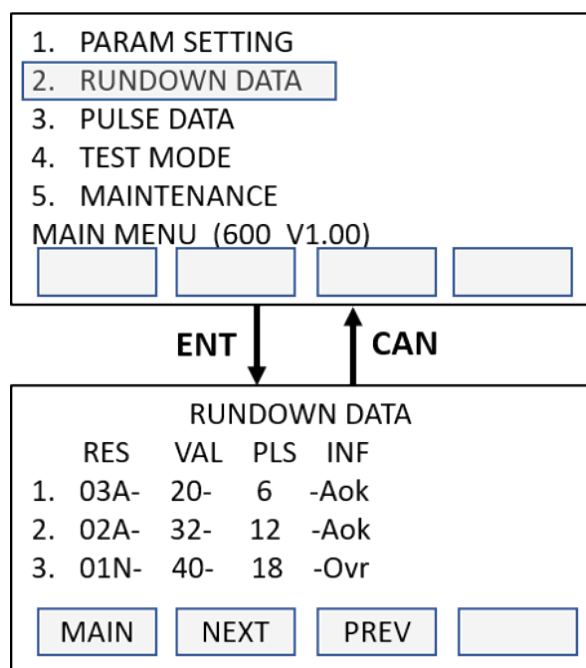 1. PARAM SETTING
2. RUNDOWN DATA
3. PULSE DATA
4. TEST MODE
5. MAINTENANCE
MAIN MENU (600 V1.00)
ENT CAN
RUNDOWN DATA
RES VAL PLS INF
1. 03A- 20- 6 -Aok
2. 02A- 32- 12 -Aok
3. 01N- 40- 18 -Ovr
MAIN NEXT PREV